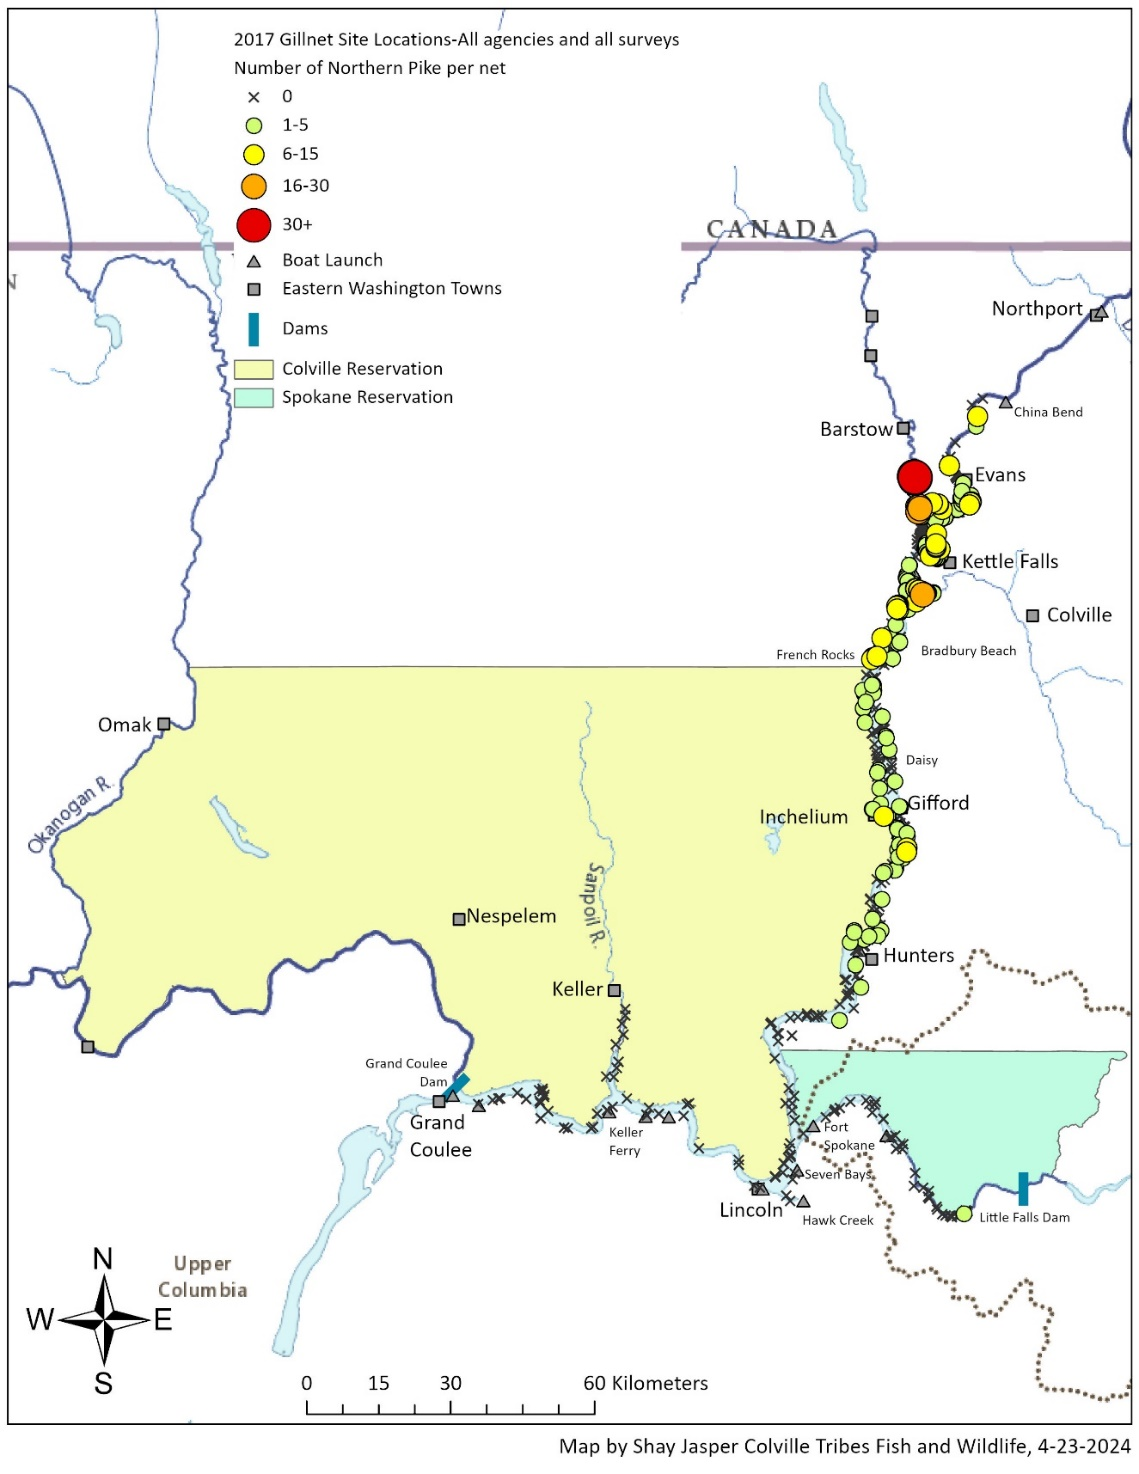 2017 Gillnet Site Locations-All agencies and all surveys
Number of Northern Pike per net
0
1-5
6-15
16-30
30+
Boat Launch
Eastern Washington Towns
Dams
Colville Reservation
Spokane Reservation
CANADA
N
Northport
China Bend
Barstow
Evans
Kettle Falls
Colville
French Rocks
Bradbury Beach
Omak
Daisy
Okanogan R.
Gifford
Inchelium
Sanpoil R.
Nespelem
Hunters
Keller
Grand Coulee
Dam
Grand
Coulee
Keller
Ferry
Fort
Spokane
Seven Bays
Lincoln
Hawk Creek
Little Falls Dam
Upper
Columbia
N
W
E
S
0 15 30 60 Kilometers
Map by Shay Jasper Colville Tribes Fish and Wildlife, 4-23-2024